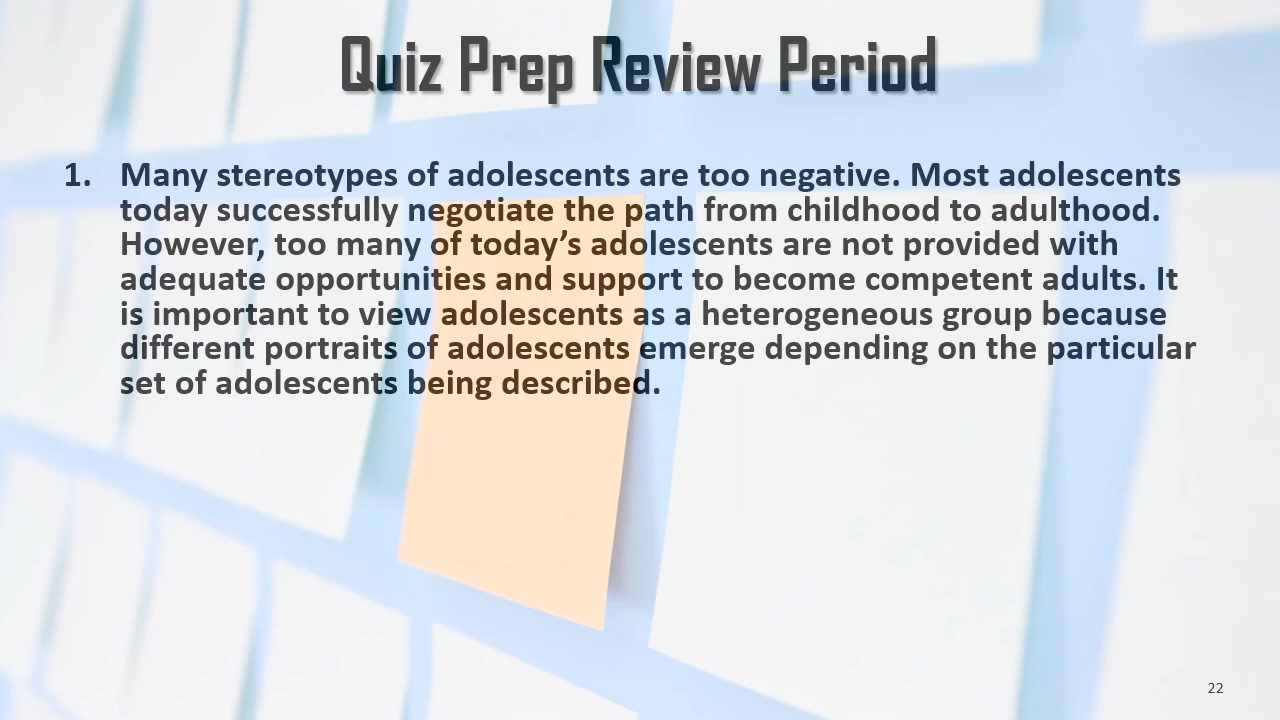 Quiz Prep Review Period
1. Many stereotypes of adolescents are too negative. Most adolescents
today successfully negotiate the path from childhood to adulthood.
However, too many of today’s adolescents are not provided with
adequate opportunities and support to become competent adults. It
is important to view adolescents as a heterogeneous group because
different portraits of adolescents emerge depending on the particular
set of adolescents being described.
22